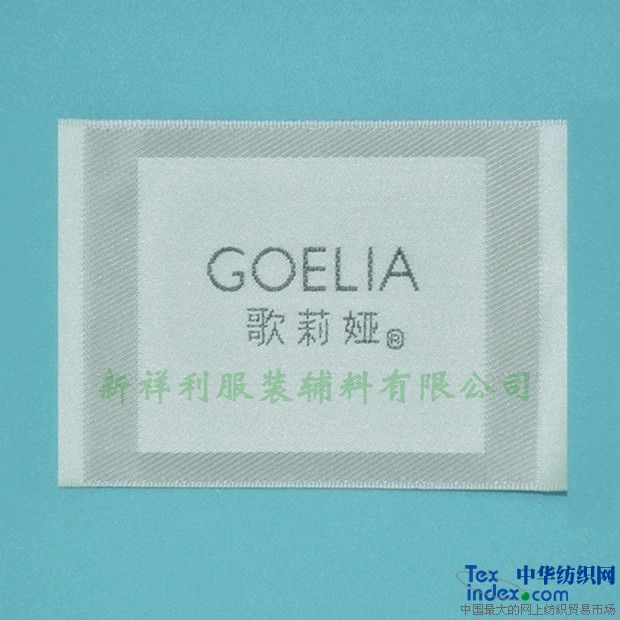 GOELIA
歌莉娅®
新祥利服装辅料有限公司
Tex 中华纺织网
index.com
中国最大的网上纺织贸易市场